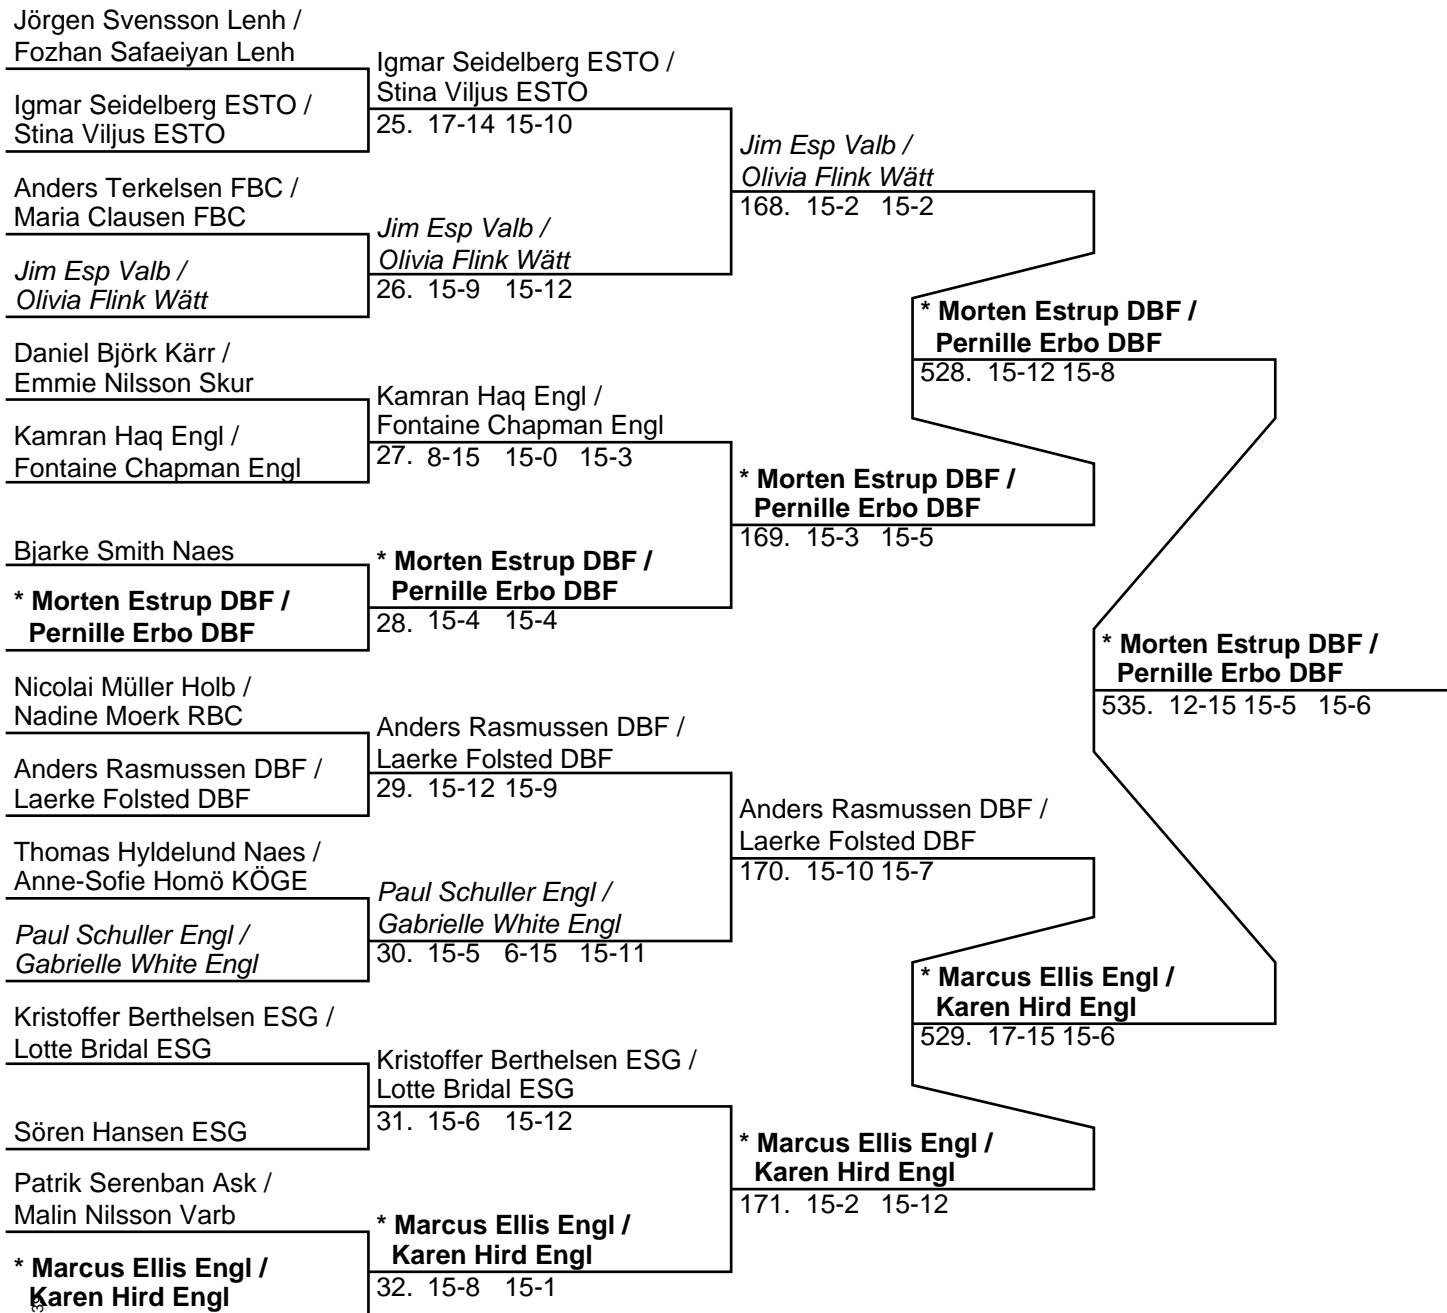 Jörgen Svensson Lenh /
Fozhan Safaeiyan Lenh
Igmar Seidelberg ESTO /
Stina Viljus ESTO
Anders Terkelsen FBC /
Maria Clausen FBC
Jim Esp Valb /
Olivia Flink Wätt
Daniel Björk Kärr /
Emmie Nilsson Skur
Kamran Haq Engl /
Fontaine Chapman Engl
Bjarke Smith Naes
* Morten Estrup DBF /
Pernille Erbo DBF
Nicolai Müller Holb /
Nadine Moerk RBC
Anders Rasmussen DBF /
Laerke Folsted DBF
Thomas Hyldelund Naes /
Anne-Sofie Homö KÖGE
Paul Schuller Engl /
Gabrielle White Engl
Kristoffer Berthelsen ESG /
Lotte Bridal ESG
Sören Hansen ESG
Patrik Serenban Ask /
Malin Nilsson Varb
* Marcus Ellis Engl /
Karen Hird Engl
Igmar Seidelberg ESTO /
Stina Viljus ESTO
25. 17-14 15-10
Jim Esp Valb /
Olivia Flink Wätt
26. 15-9 15-12
Kamran Haq Engl /
Fontaine Chapman Engl
27. 8-15 15-0 15-3
* Morten Estrup DBF /
Pernille Erbo DBF
28. 15-4 15-4
Anders Rasmussen DBF /
Laerke Folsted DBF
29. 15-12 15-9
Paul Schuller Engl /
Gabrielle White Engl
30. 15-5 6-15 15-11
Kristoffer Berthelsen ESG /
Lotte Bridal ESG
31. 15-6 15-12
* Marcus Ellis Engl /
Karen Hird Engl
32. 15-8 15-1
Jim Esp Valb /
Olivia Flink Wätt
168. 15-2 15-2
* Morten Estrup DBF /
Pernille Erbo DBF
169. 15-3 15-5
Anders Rasmussen DBF /
Laerke Folsted DBF
170. 15-10 15-7
* Marcus Ellis Engl /
Karen Hird Engl
171. 15-2 15-12
* Morten Estrup DBF /
Pernille Erbo DBF
528. 15-12 15-8
* Marcus Ellis Engl /
Karen Hird Engl
529. 17-15 15-6
* Morten Estrup DBF /
Pernille Erbo DBF
535. 12-15 15-5 15-6